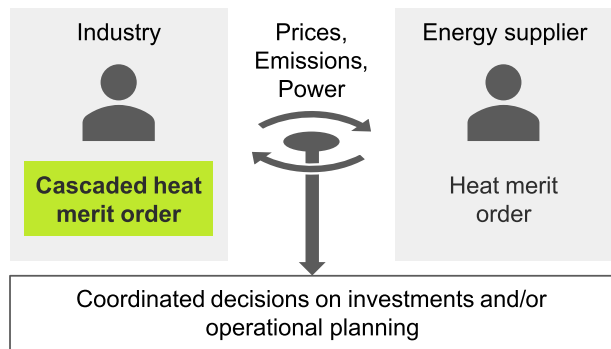 Industry
Cascaded heat
merit order
Prices,
Emissions,
Power
Energy supplier
Heat merit
order
Coordinated decisions on investments and/or
operational planning